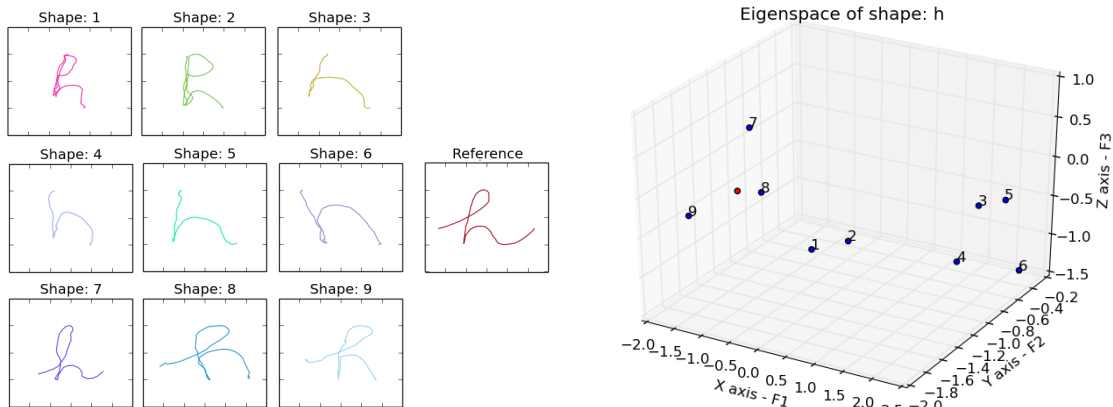 Shape: 1
Shape: 2
Shape: 3
Shape: 4
Shape: 5
Shape: 6
Reference
Shape: 7
Shape: 8
Shape: 9
Eigenspace of shape: h
7
8
9
1
2
3
5
4
6
1.0
0.5
0.0
−0.5
−1.0
−1.5
Z axis - F3
−0.2
−0.4
−0.6
−0.8
−1.0
−1.2
−1.4
−1.6
−1.8
−2.0
Y axis - F2
−2.0
−1.5
−1.0
−0.5
0.0
0.5
1.0
1.5
2.0
X axis - F1